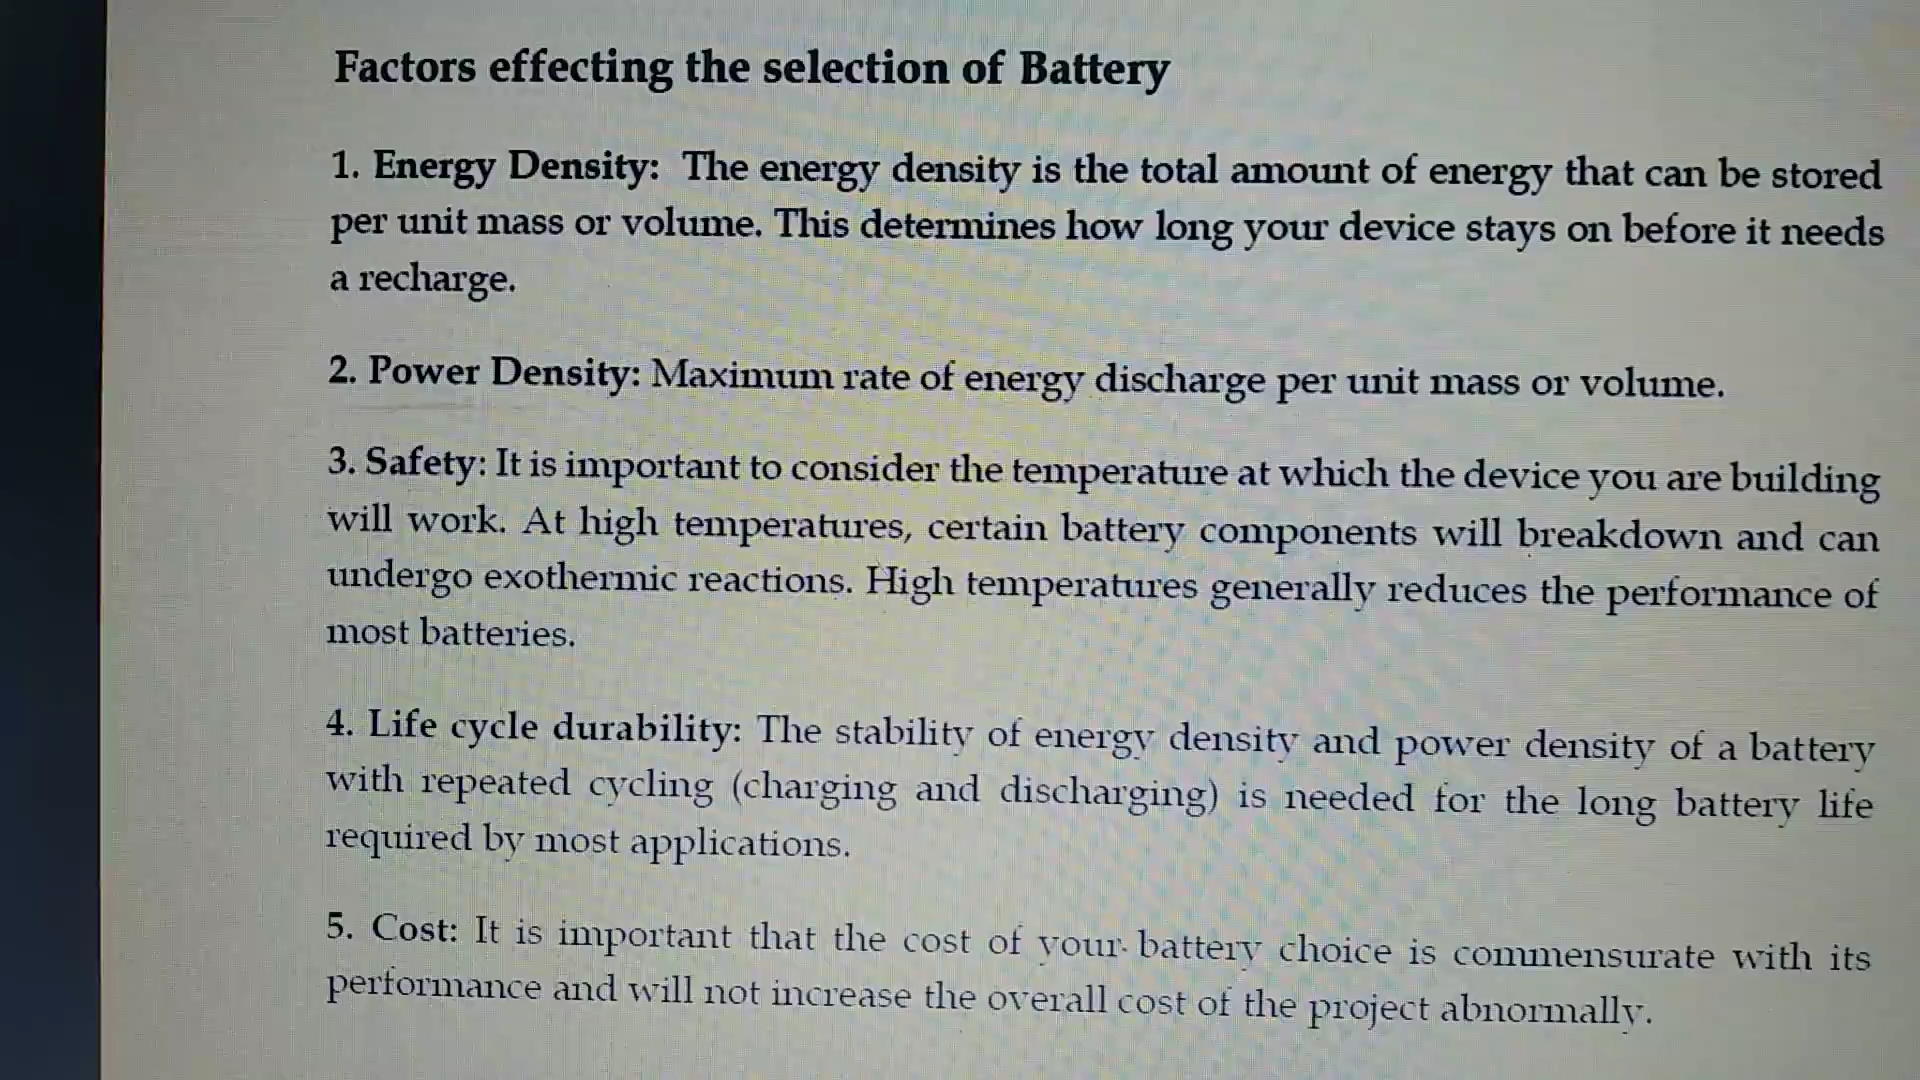 Factors effecting the selection of Battery
1. Energy Density: The energy density is the total amount of energy that can be stored
per unit mass or volume. This determines how long your device stays on before it needs
a recharge.
2. Power Density: Maximum rate of energy discharge per unit mass or volume.
3. Safety: It is important to consider the temperature at which the device you are building
will work. At high temperatures, certain battery components will breakdown and can
undergo exothermic reactions. High temperatures generally reduces the performance of
most batteries.
4. Life cycle durability: The stability of energy density and power density of a battery
with repeated cycling (charging and discharging) is needed for the long battery life
required by most applications.
5. Cost: It is important that the cost of your battery choice is commensurate with its
performance and will not increase the overall cost of the project abnormally.